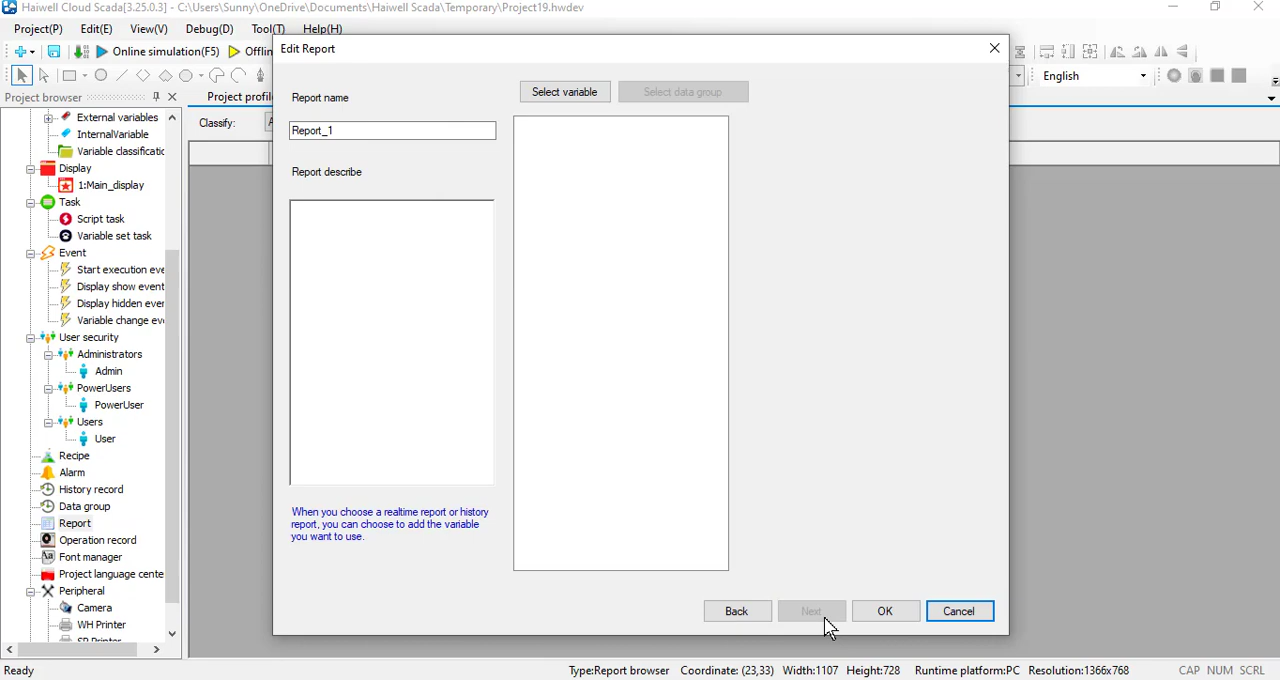 Haiwell Cloud Scada[3.25.0.3] - C:\Users\Sunny\OneDrive\Documents\Haiwell Scada\Temporary\Project19.hwdev
Project(P) Edit(E) View(V) Debug(D) Tool(T) Help(H)
Online simulation(F5) Offlin
English
Project browser
Project profil
Classify: A
External variables
InternalVariable
Variable classificatio
Display
1:Main_display
Task
Script task
Variable set task
Event
Start execution eve
Display show event
Display hidden ever
Variable change eve
User security
Administrators
Admin
PowerUsers
PowerUser
Users
User
Recipe
Alarm
History record
Data group
Report
Operation record
Font manager
Project language cente
Peripheral
Camera
WH Printer
SP Printer
Edit Report
Report name
Select variable Select data group
Report_1
Report describe
When you choose a realtime report or history
report, you can choose to add the variable
you want to use.
Back Next OK Cancel
Ready Type:Report browser Coordinate: (23,33) Width:1107 Height:728 Runtime platform:PC Resolution:1366x768 CAP NUM SCRL